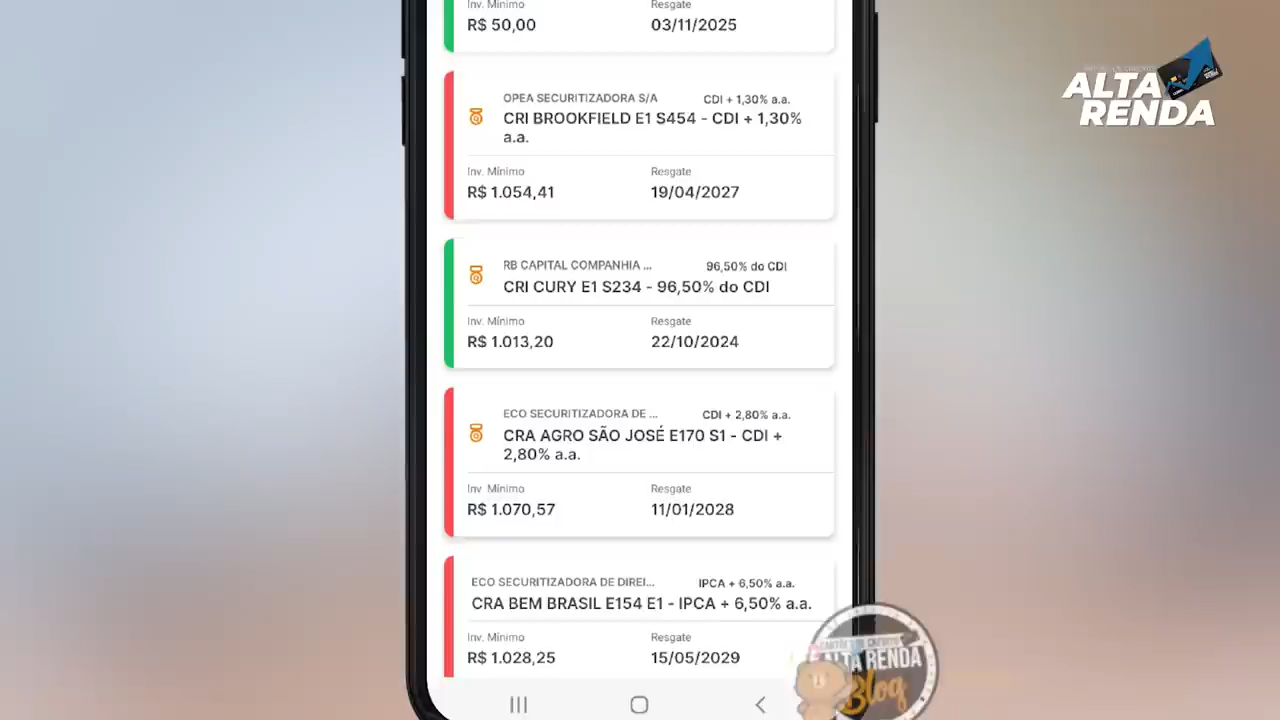 Inv. Mínimo
Resgate
R$ 50,00
03/11/2025
OPEA SECURITIZADORA S/A
CDI + 1,30% a.a.
CRI BROOKFIELD E1 S454 - CDI + 1,30%
a.a.
Inv. Mínimo
Resgate
R$ 1.054,41
19/04/2027
RB CAPITAL COMPANHIA ...
96,50% do CDI
CRI CURY E1 S234 - 96,50% do CDI
Inv. Mínimo
Resgate
R$ 1.013,20
22/10/2024
ECO SECURITIZADORA DE ...
CDI + 2,80% a.a.
CRA AGRO SÃO JOSÉ E170 S1 - CDI +
2,80% a.a.
Inv. Mínimo
Resgate
R$ 1.070,57
11/01/2028
ECO SECURITIZADORA DE DIREI...
IPCA + 6,50% a.a.
CRA BEM BRASIL E154 E1 - IPCA + 6,50% a.a.
Inv. Mínimo
Resgate
R$ 1.028,25
15/05/2029
ALTA
RENDA
ALTA RENDA
Blog